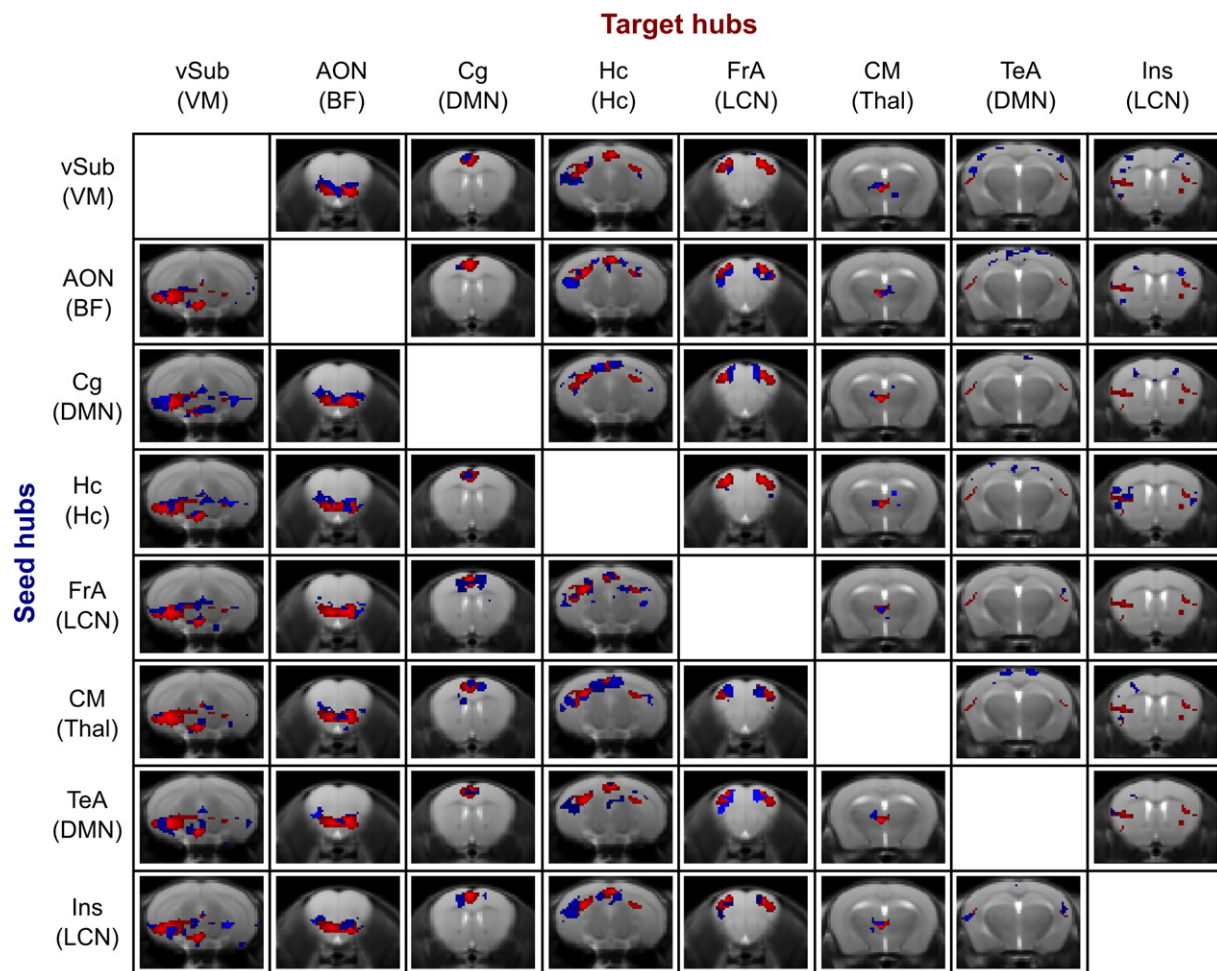 Target hubs
vSub AON Cg Hc FrA CM TeA Ins
(VM) (BF) (DMN) (Hc) (LCN) (Thal) (DMN) (LCN)
Seed hubs
vSub
(VM)
AON
(BF)
Cg
(DMN)
Hc
(Hc)
FrA
(LCN)
CM
(Thal)
TeA
(DMN)
Ins
(LCN)